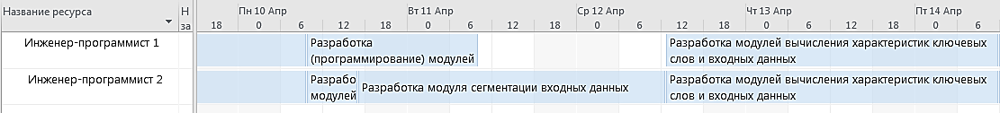 Название ресурса
Н
за
Пн 10 Апр
Вт 11 Апр
Ср 12 Апр
Чт 13 Апр
Пт 14 Апр
18 0 6 12 18 0 6 12 18 0 6 12 18 0 6 12 18 0 6
Инженер-программист 1
Разработка
(программирование) модулей
Разработка модулей вычисления характеристик ключевых
слов и входных данных
Инженер-программист 2
Разрабо
модулей
Разработка модуля сегментации входных данных
Разработка модулей вычисления характеристик ключевых
слов и входных данных